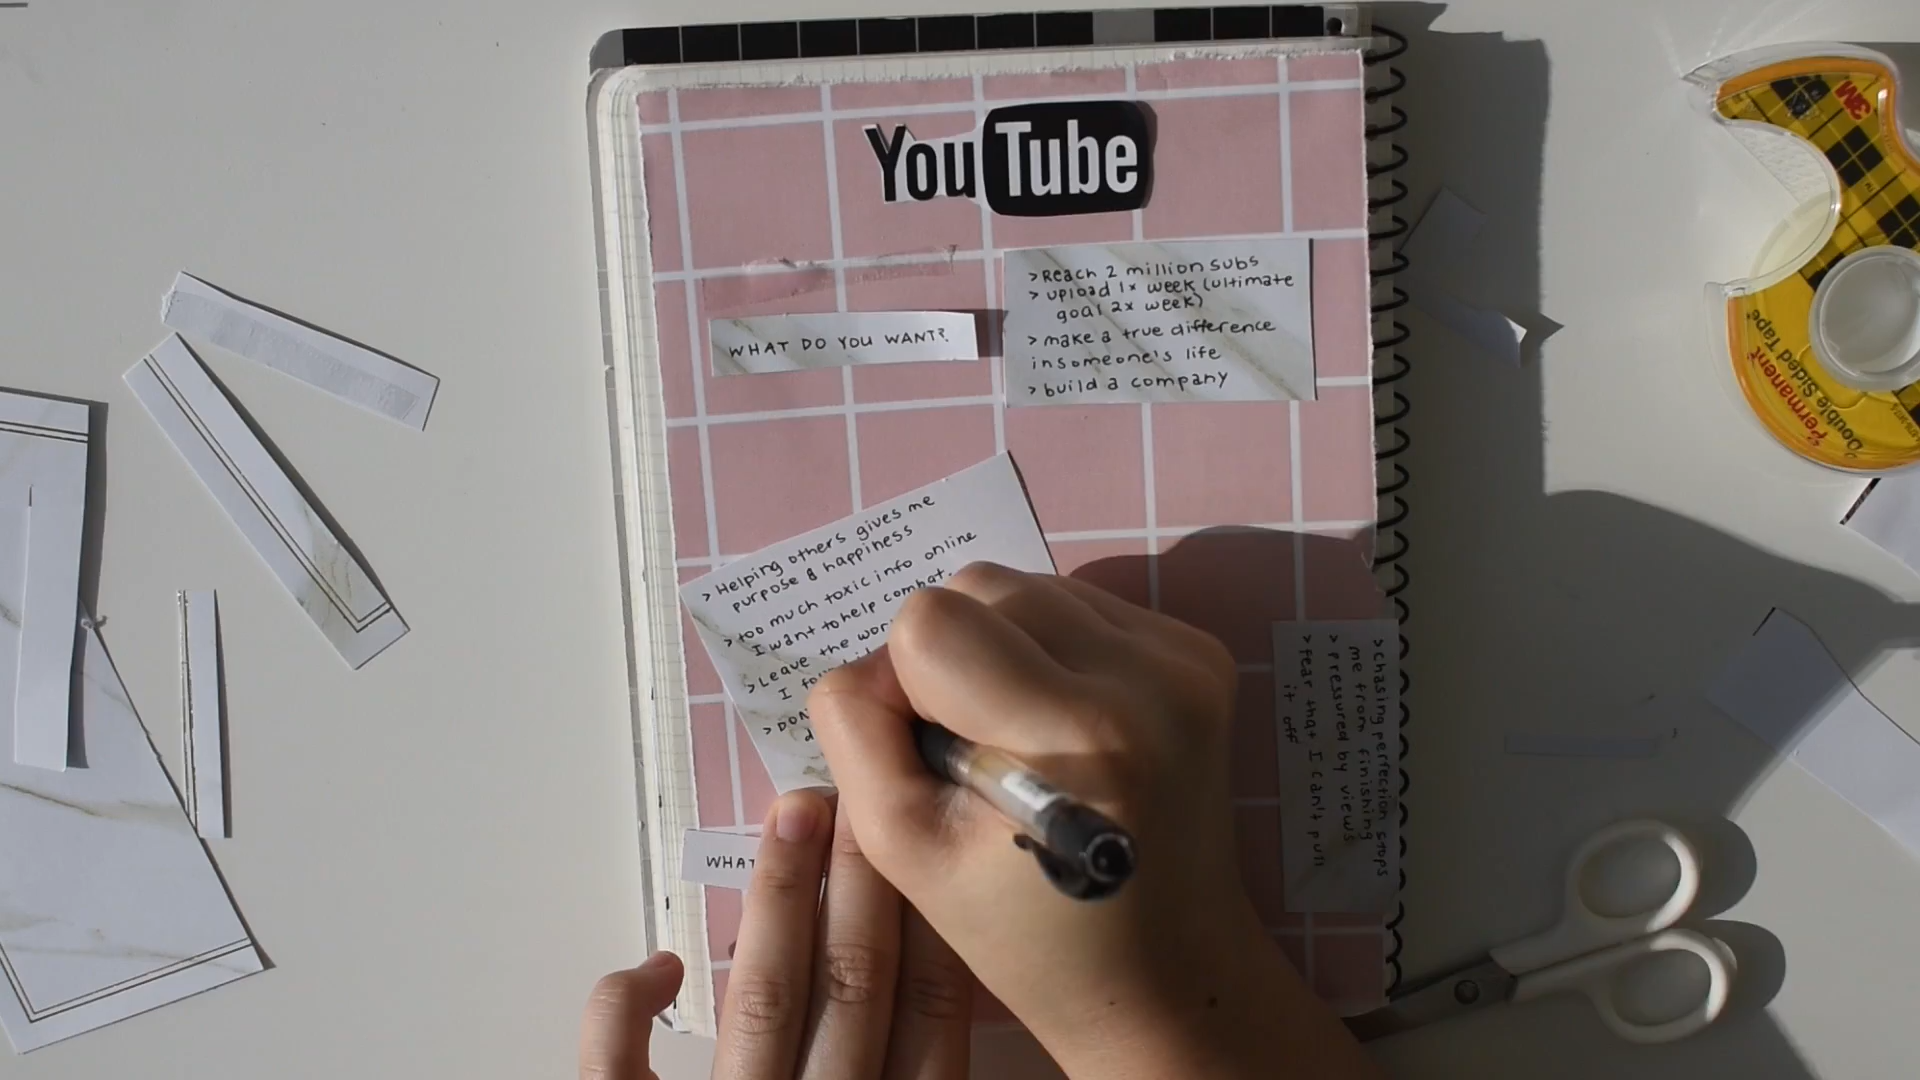 YouTube
WHAT DO YOU WANT?
> Reach 2 million subs
> upload 1x week (ultimate
goal 2x week)
> make a true difference
in someone's life
> build a company
> Helping others gives me
purpose & happiness
> too much toxic info online
I want to help combat.
> Leave the
I
>
WHAT
> chasing perfection stops
me from finishing
> pressured by views
> fear that I can't pull
it off
3M
Permanent
Double Sided Tape